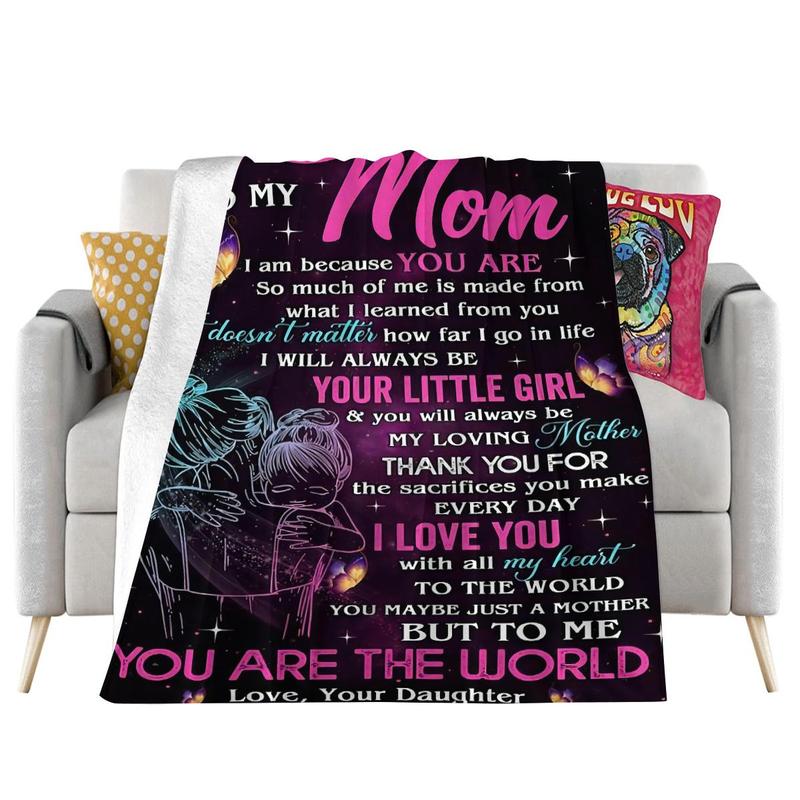 MY
Mom
I am because YOU ARE
So much of me is made from
what I learned from you
doesn't matter how far I go in life
I WILL ALWAYS BE
YOUR LITTLE GIRL
& you will always be
MY LOVING Mother
THANK YOU FOR
the sacrifices you make
EVERY DAY
I LOVE YOU
with all my heart
TO THE WORLD
YOU MAYBE JUST A MOTHER
BUT TO ME
YOU ARE THE WORLD
Love, Your Daughter